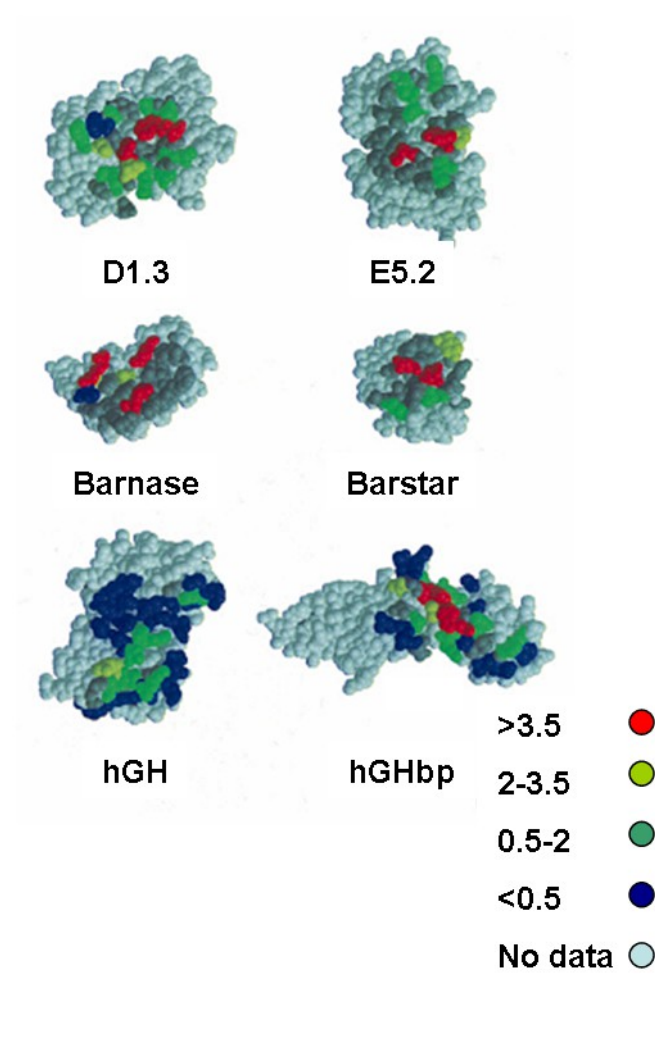 D1.3
E5.2
Barnase
Barstar
hGH
hGHbp
>3.5
2-3.5
0.5-2
<0.5
No data